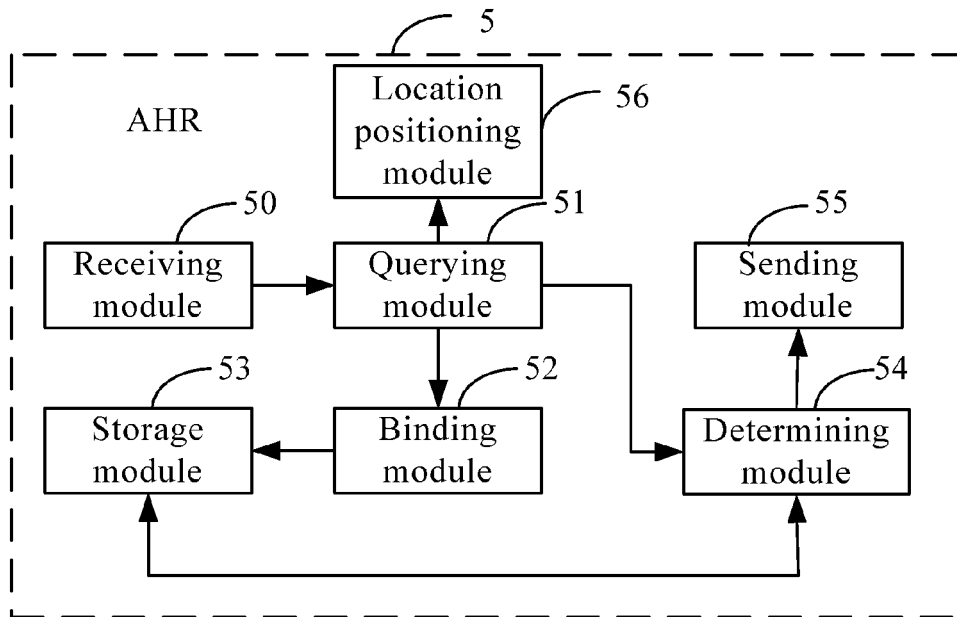 5
AHR
Location
positioning
module
56
50
Receiving
module
51
Querying
module
55
Sending
module
53
Storage
module
52
Binding
module
54
Determining
module